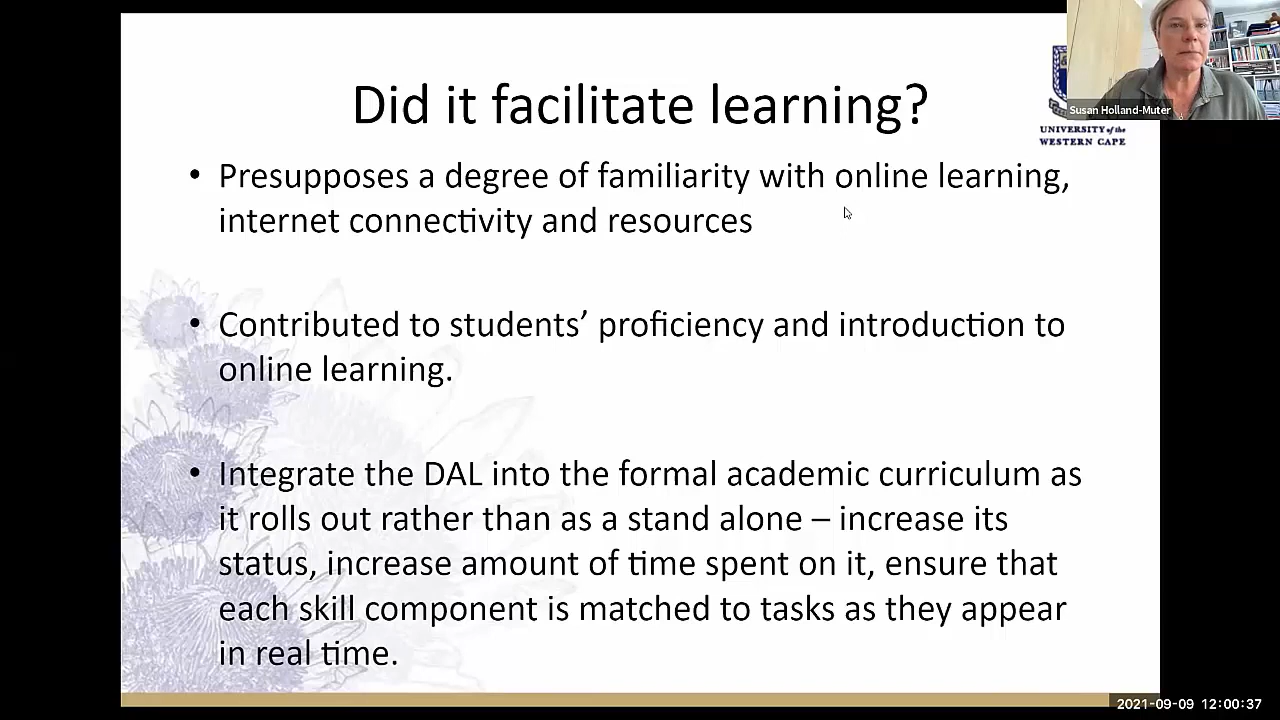 Did it facilitate learning?
Susan Holland-Muter
UNIVERSITY of the
WESTERN CAPE
• Presupposes a degree of familiarity with online learning,
internet connectivity and resources
• Contributed to students’ proficiency and introduction to
online learning.
• Integrate the DAL into the formal academic curriculum as
it rolls out rather than as a stand alone – increase its
status, increase amount of time spent on it, ensure that
each skill component is matched to tasks as they appear
in real time.
2021-09-09 12:00:37